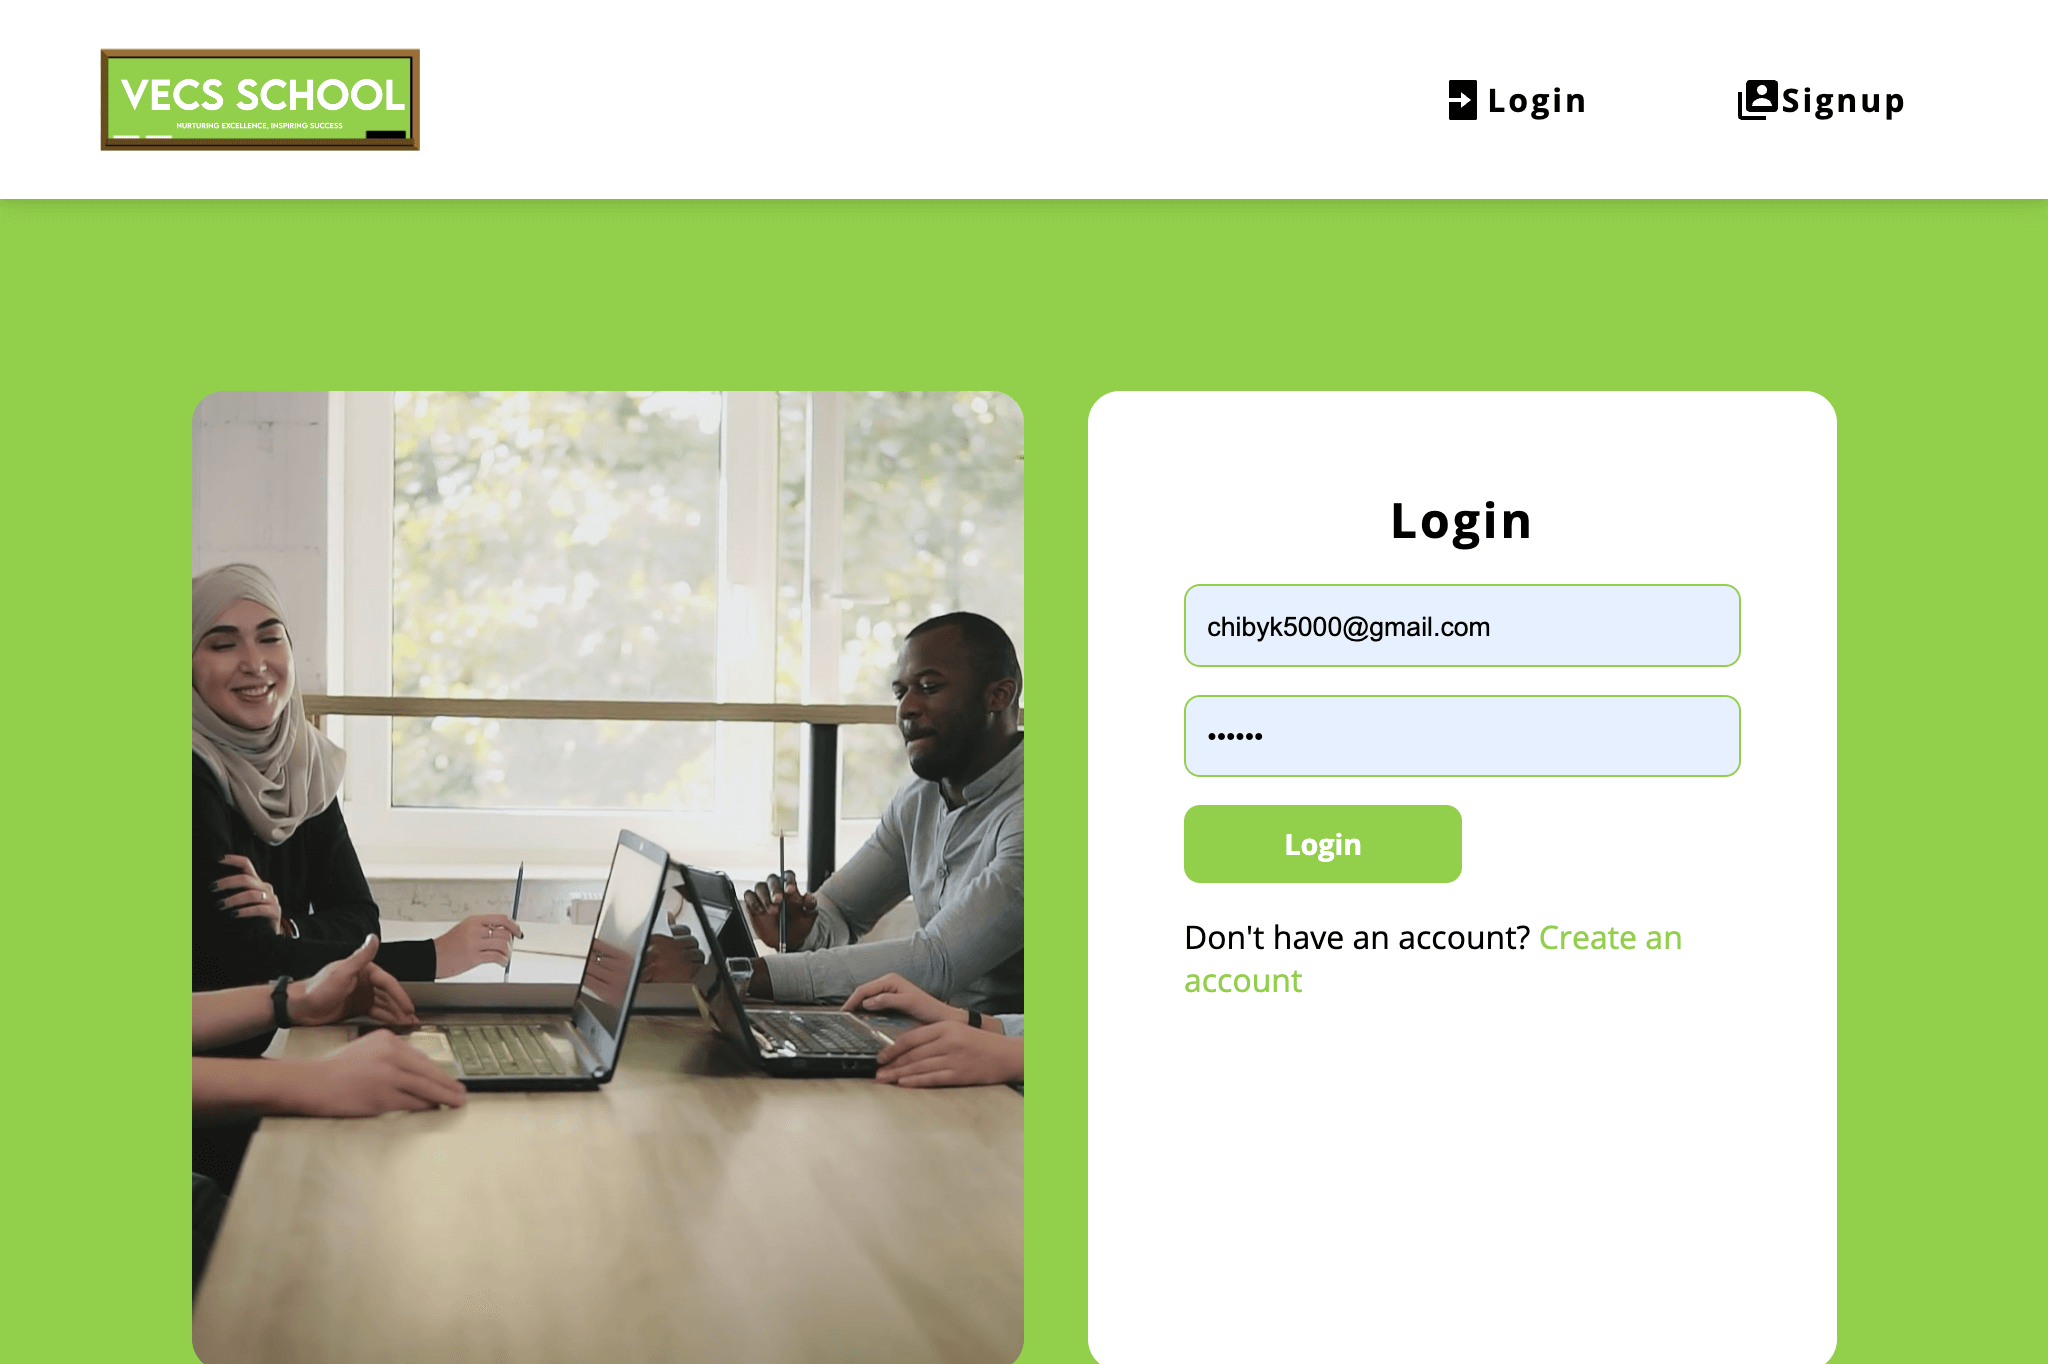 VECS SCHOOL
NURTURING EXCELLENCE, INSPIRING SUCCESS
Login
Signup
Login
chibyk5000@gmail.com
••••••
Login
Don't have an account? Create an
account